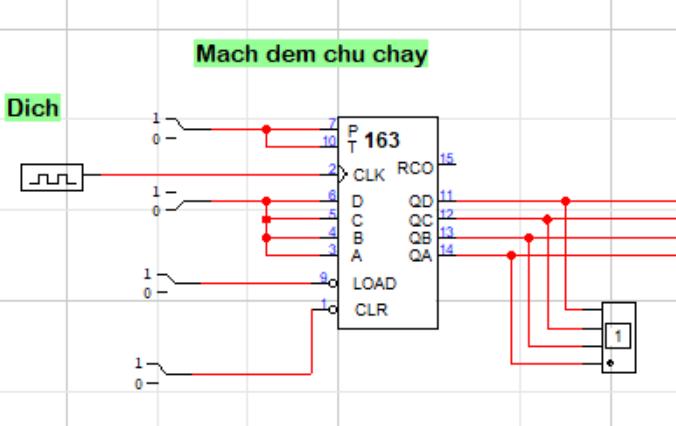 Mach dem chu chay
Dich
1
0
7 P
10 T
163
2 CLK
RCO 15
1
0
6 D
QD 11
5 C
QC 12
4 B
QB 13
3 A
QA 14
1
0
9 LOAD
1 CLR
1
1
0